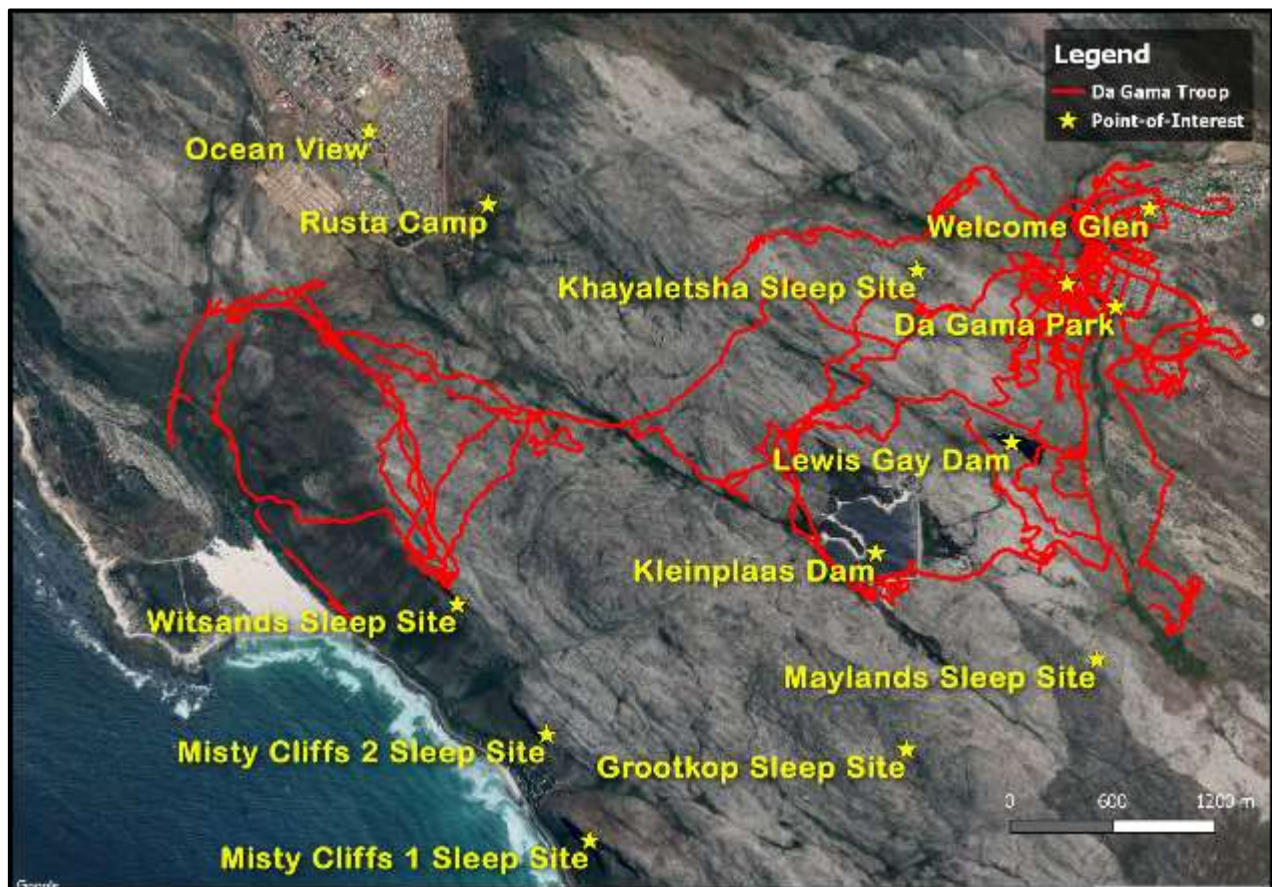 Legend
Da Gama Troop
Point-of-Interest
Ocean View
Rusta Camp
Welcome Glen
Khayaletsha Sleep Site
Da Gama Park
Lewis Gay Dam
Kleinplaas Dam
Witsands Sleep Site
Maylands Sleep Site
Misty Cliffs 2 Sleep Site
Grootkop Sleep Site
0 600 1200 m
Misty Cliffs 1 Sleep Site
Google